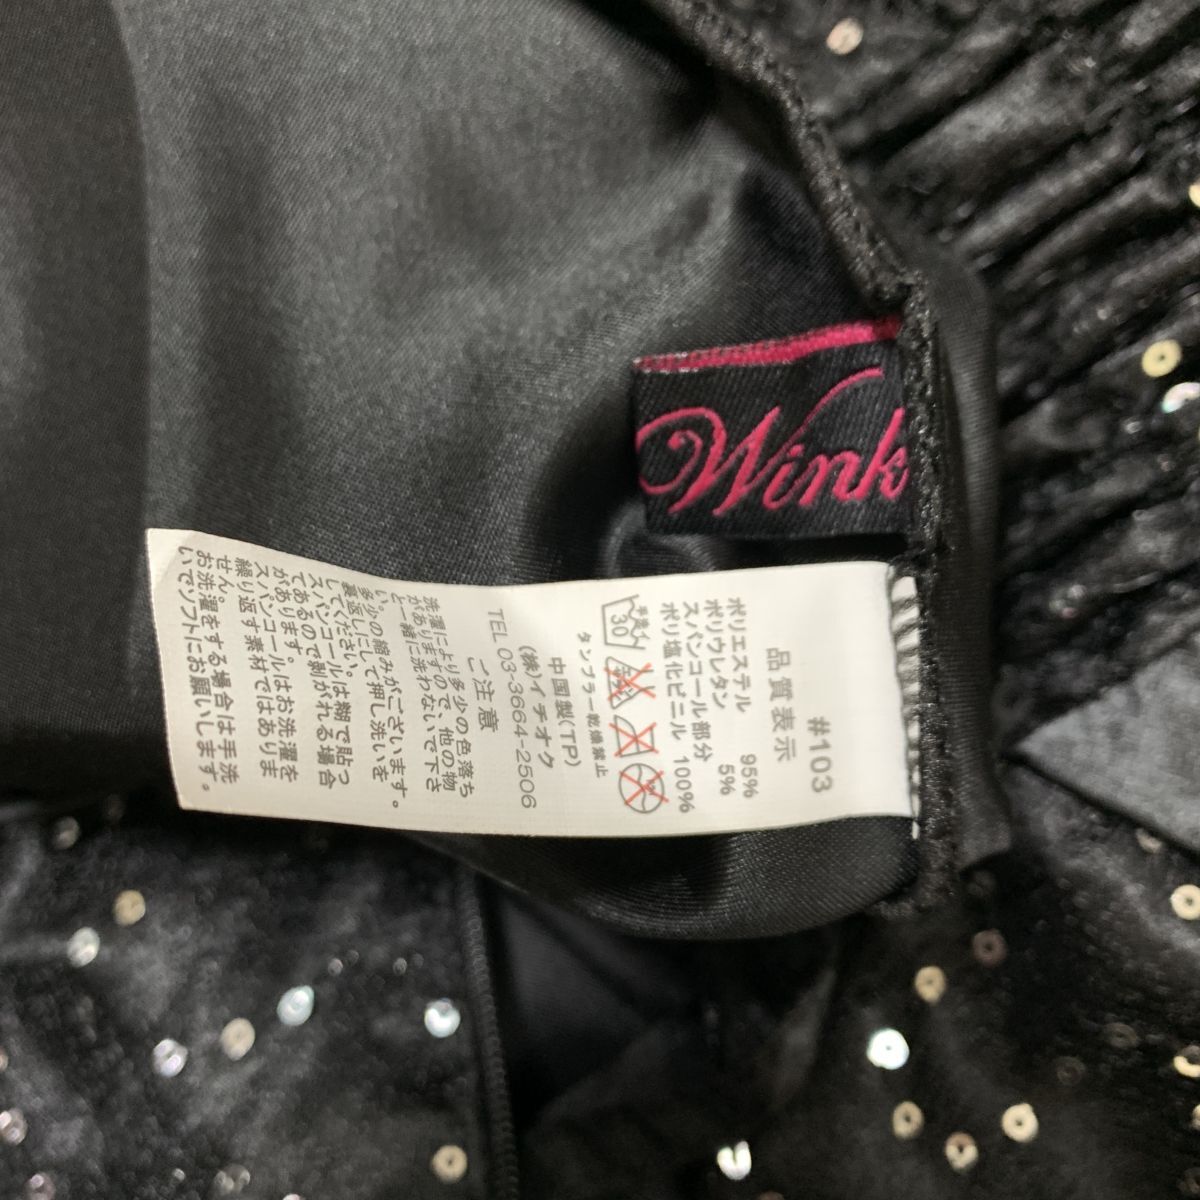 Wink
#103
品質表示
ポリエステル 95%
ポリウレタン 5%
スパンコール部分
ポリ塩化ビニル 100%
30
タンブラー乾燥禁止
中国製(TP)
(株)イチオク
TEL 03-3664-2506
ご注意
洗濯により多少の色落ち
がありますので、他の物
と一緒に洗わないで下さ
い。
多少の縮みがございます。
裏返しにして押し洗いを
してください。
スパンコールは糊で貼っ
てあるので剥がれる場合
があります。
スパンコールはお洗濯を
繰り返す素材ではありま
せん。
お洗濯をする場合は手洗
いでソフトにお願いします。